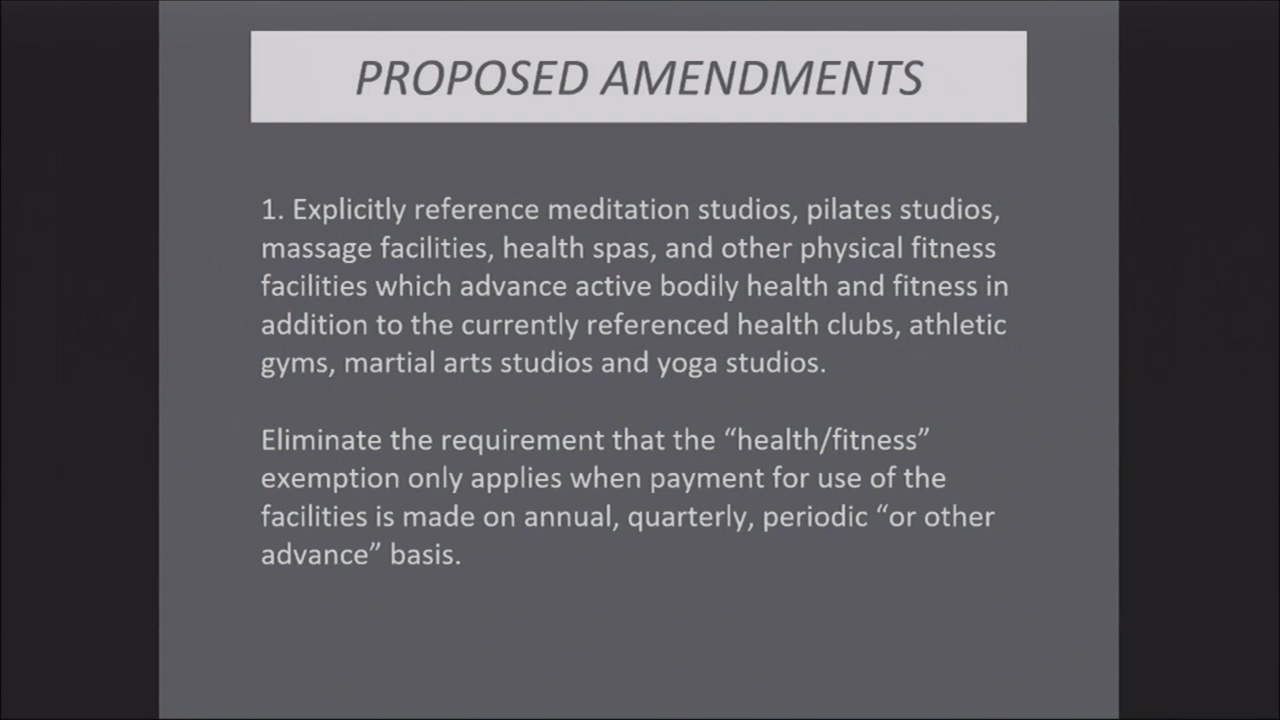 PROPOSED AMENDMENTS
1. Explicitly reference meditation studios, pilates studios,
massage facilities, health spas, and other physical fitness
facilities which advance active bodily health and fitness in
addition to the currently referenced health clubs, athletic
gyms, martial arts studios and yoga studios.
Eliminate the requirement that the “health/fitness”
exemption only applies when payment for use of the
facilities is made on annual, quarterly, periodic “or other
advance” basis.